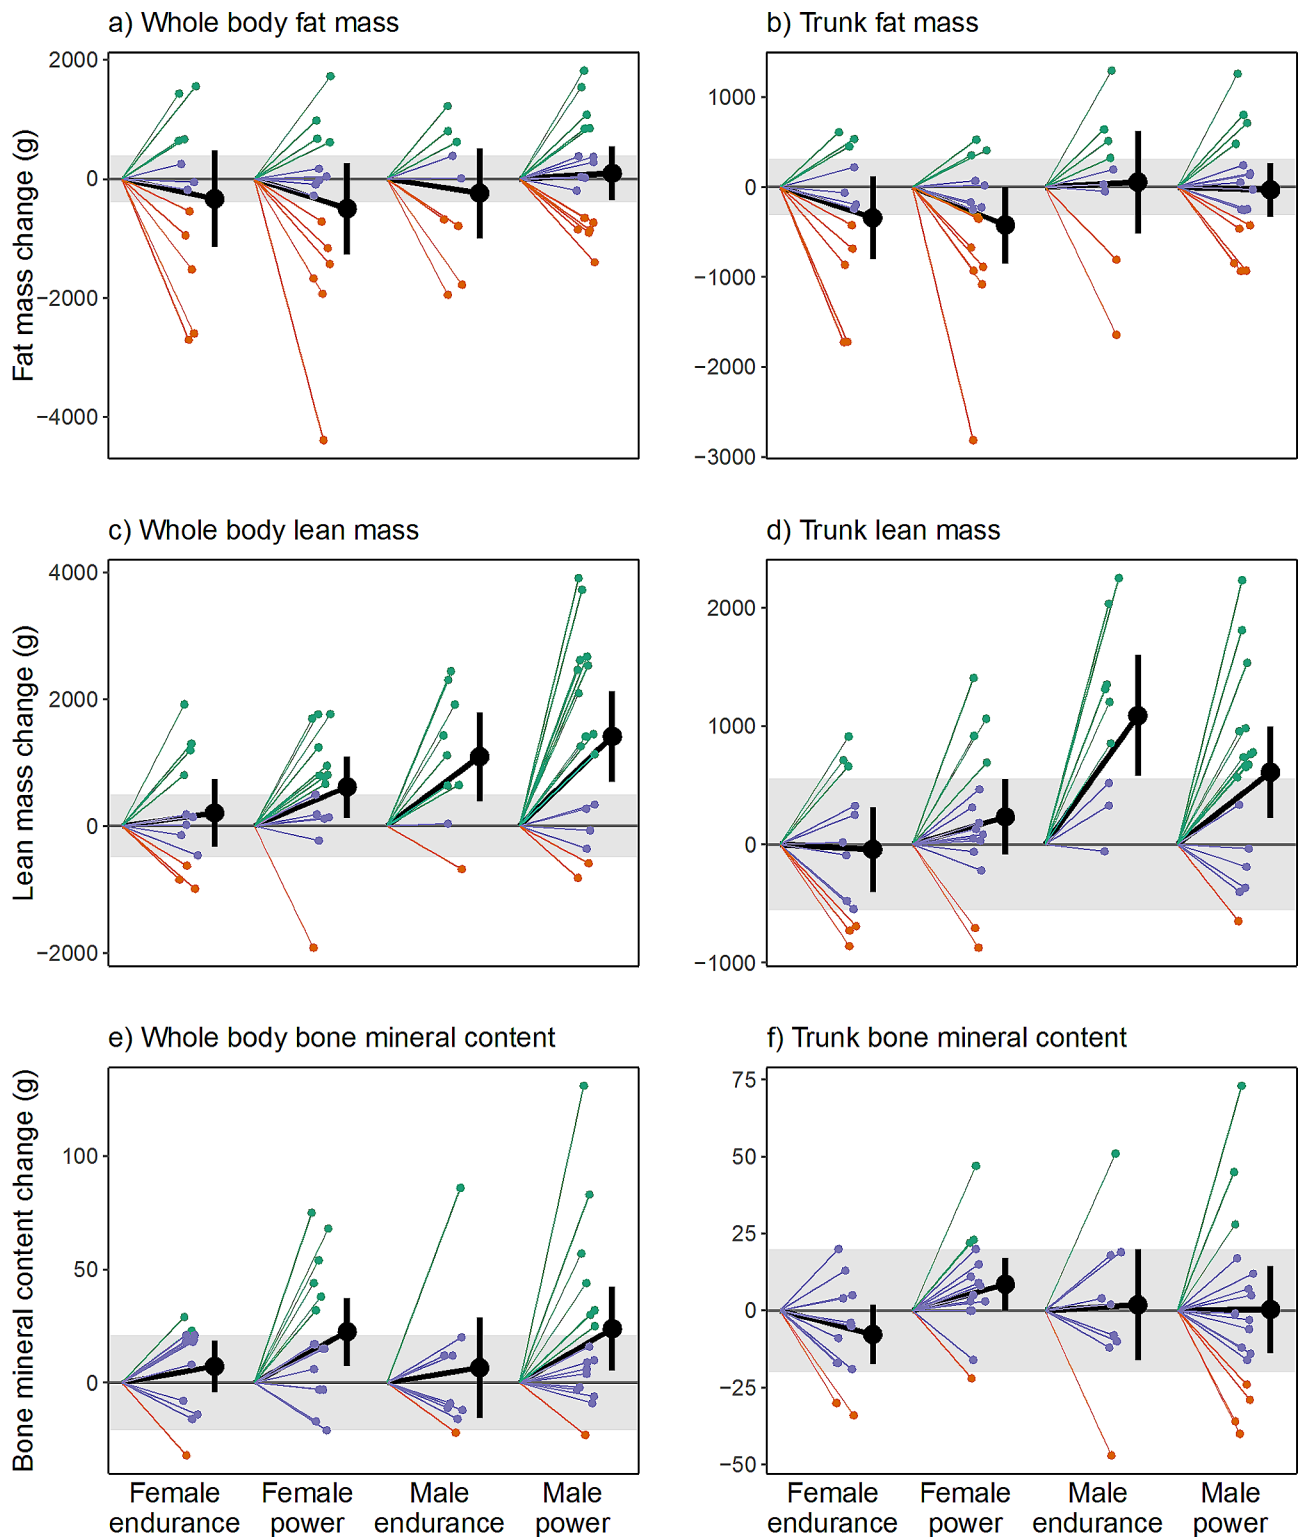 a) Whole body fat mass
b) Trunk fat mass
Fat mass change (g)
2000
0
−2000
−4000
1000
0
−1000
−2000
−3000
c) Whole body lean mass
d) Trunk lean mass
Lean mass change (g)
4000
2000
0
−2000
2000
1000
0
−1000
e) Whole body bone mineral content
f) Trunk bone mineral content
Bone mineral content change (g)
100
50
0
75
50
25
0
−25
−50
Female
endurance
Female
power
Male
endurance
Male
power
Female
endurance
Female
power
Male
endurance
Male
power